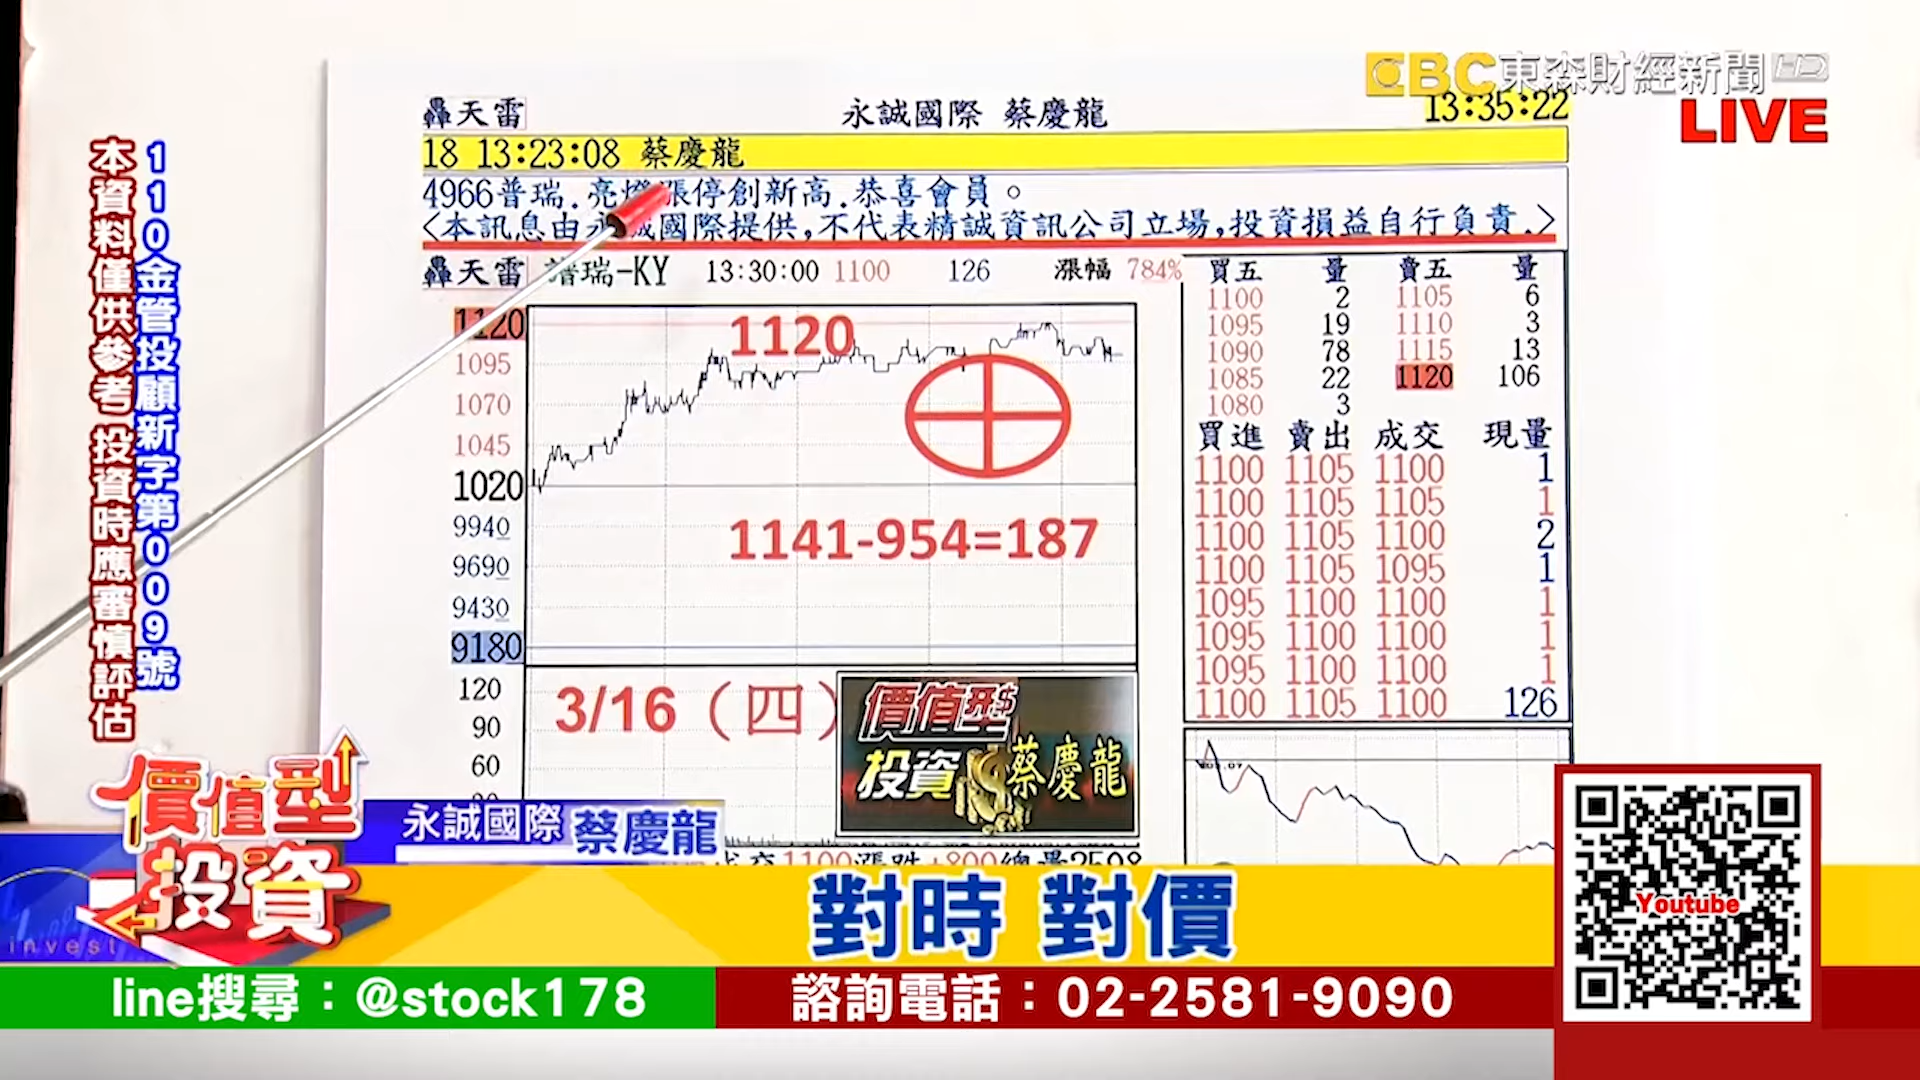 EBC東森財經新聞 HD
LIVE
110金管投顧新字第009號
本資料僅供參考 投資時應審慎評估
轟天雷 永誠國際 蔡慶龍 13:35:22
18 13:23:08 蔡慶龍
4966普瑞.亮燈漲停創新高.恭喜會員。
<本訊息由永誠國際提供,不代表精誠資訊公司立場,投資損益自行負責.>
轟天雷 譜瑞-KY 13:30:00 1100 126 漲幅 784%
買五 量 賣五 量
1100 2 1105 6
1095 19 1110 3
1090 78 1115 13
1085 22 1120 106
1080 3
買進 賣出 成交 現量
1100 1105 1100 1
1100 1105 1105 1
1100 1105 1100 2
1100 1105 1095 1
1095 1100 1100 1
1095 1100 1100 1
1095 1100 1100 1
1100 1105 1100 126
1120
1095
1070
1045
1020
9940
9690
9430
9180
120
90
60
1120
1141-954=187
3/16（四）
價值型
投資
蔡慶龍
價值型
投資
invest
永誠國際 蔡慶龍
對時 對價
line搜尋：@stock178
諮詢電話：02-2581-9090
Youtube